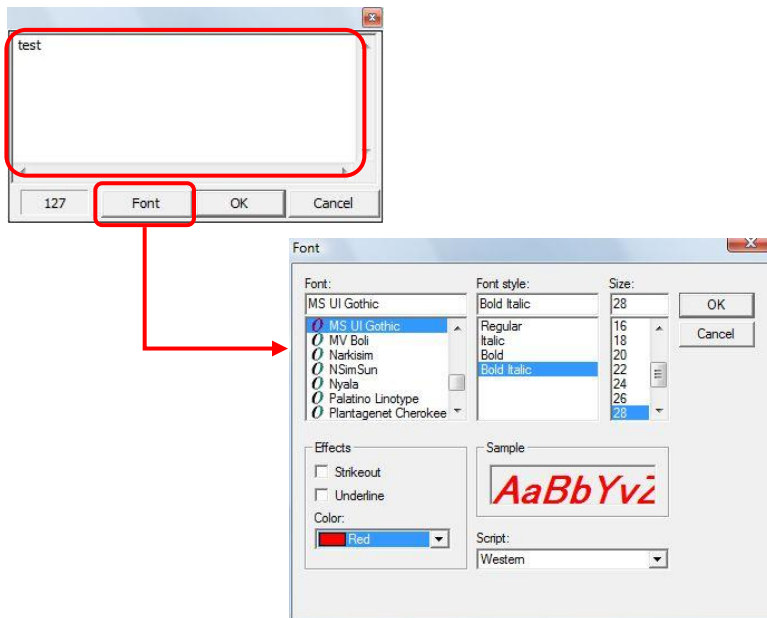 test
127 Font OK Cancel
Font
Font: Font style: Size:
MS UI Gothic Bold Italic 28 OK
MS UI Gothic Regular 16 Cancel
MV Boli Italic 18
Narkisim Bold 20
NSimSun Bold Italic 22
Nyala 24
Palatino Linotype 26
Plantagenet Cherokee 28
Effects Sample
Strikeout
Underline AaBbYvZ
Color:
Red Script:
Western